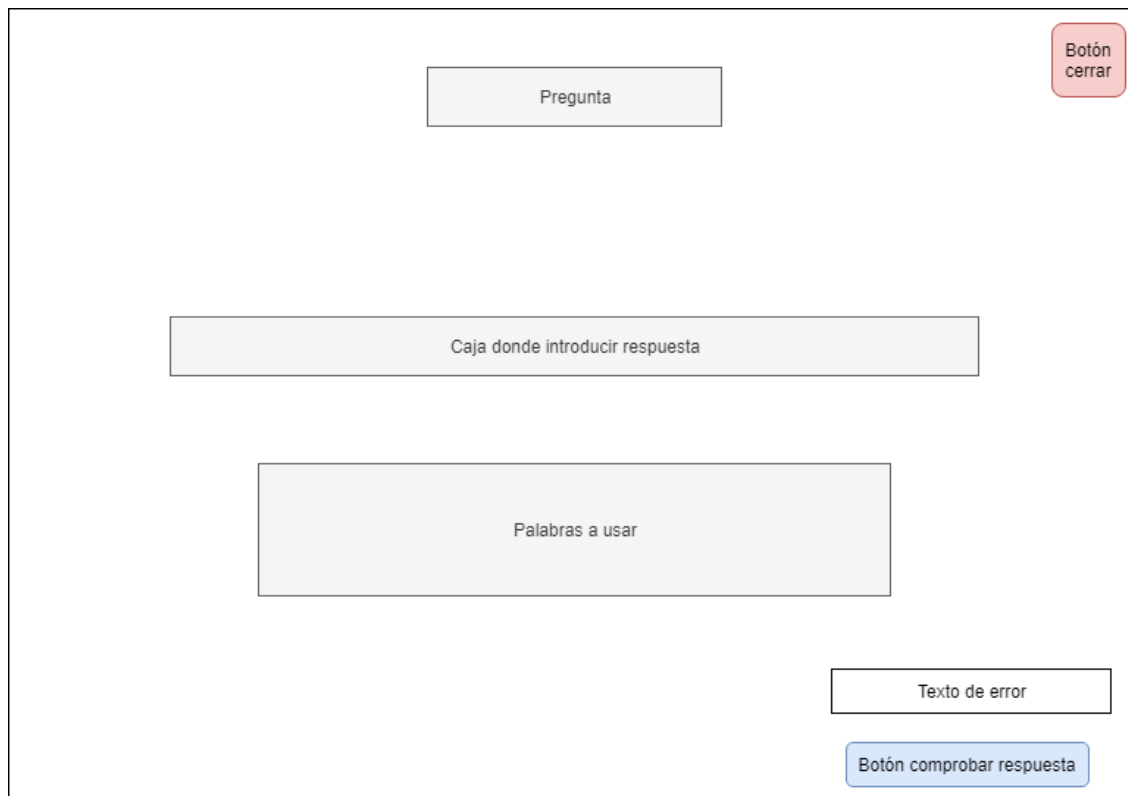 Botón
cerrar
Pregunta
Caja donde introducir respuesta
Palabras a usar
Texto de error
Botón comprobar respuesta